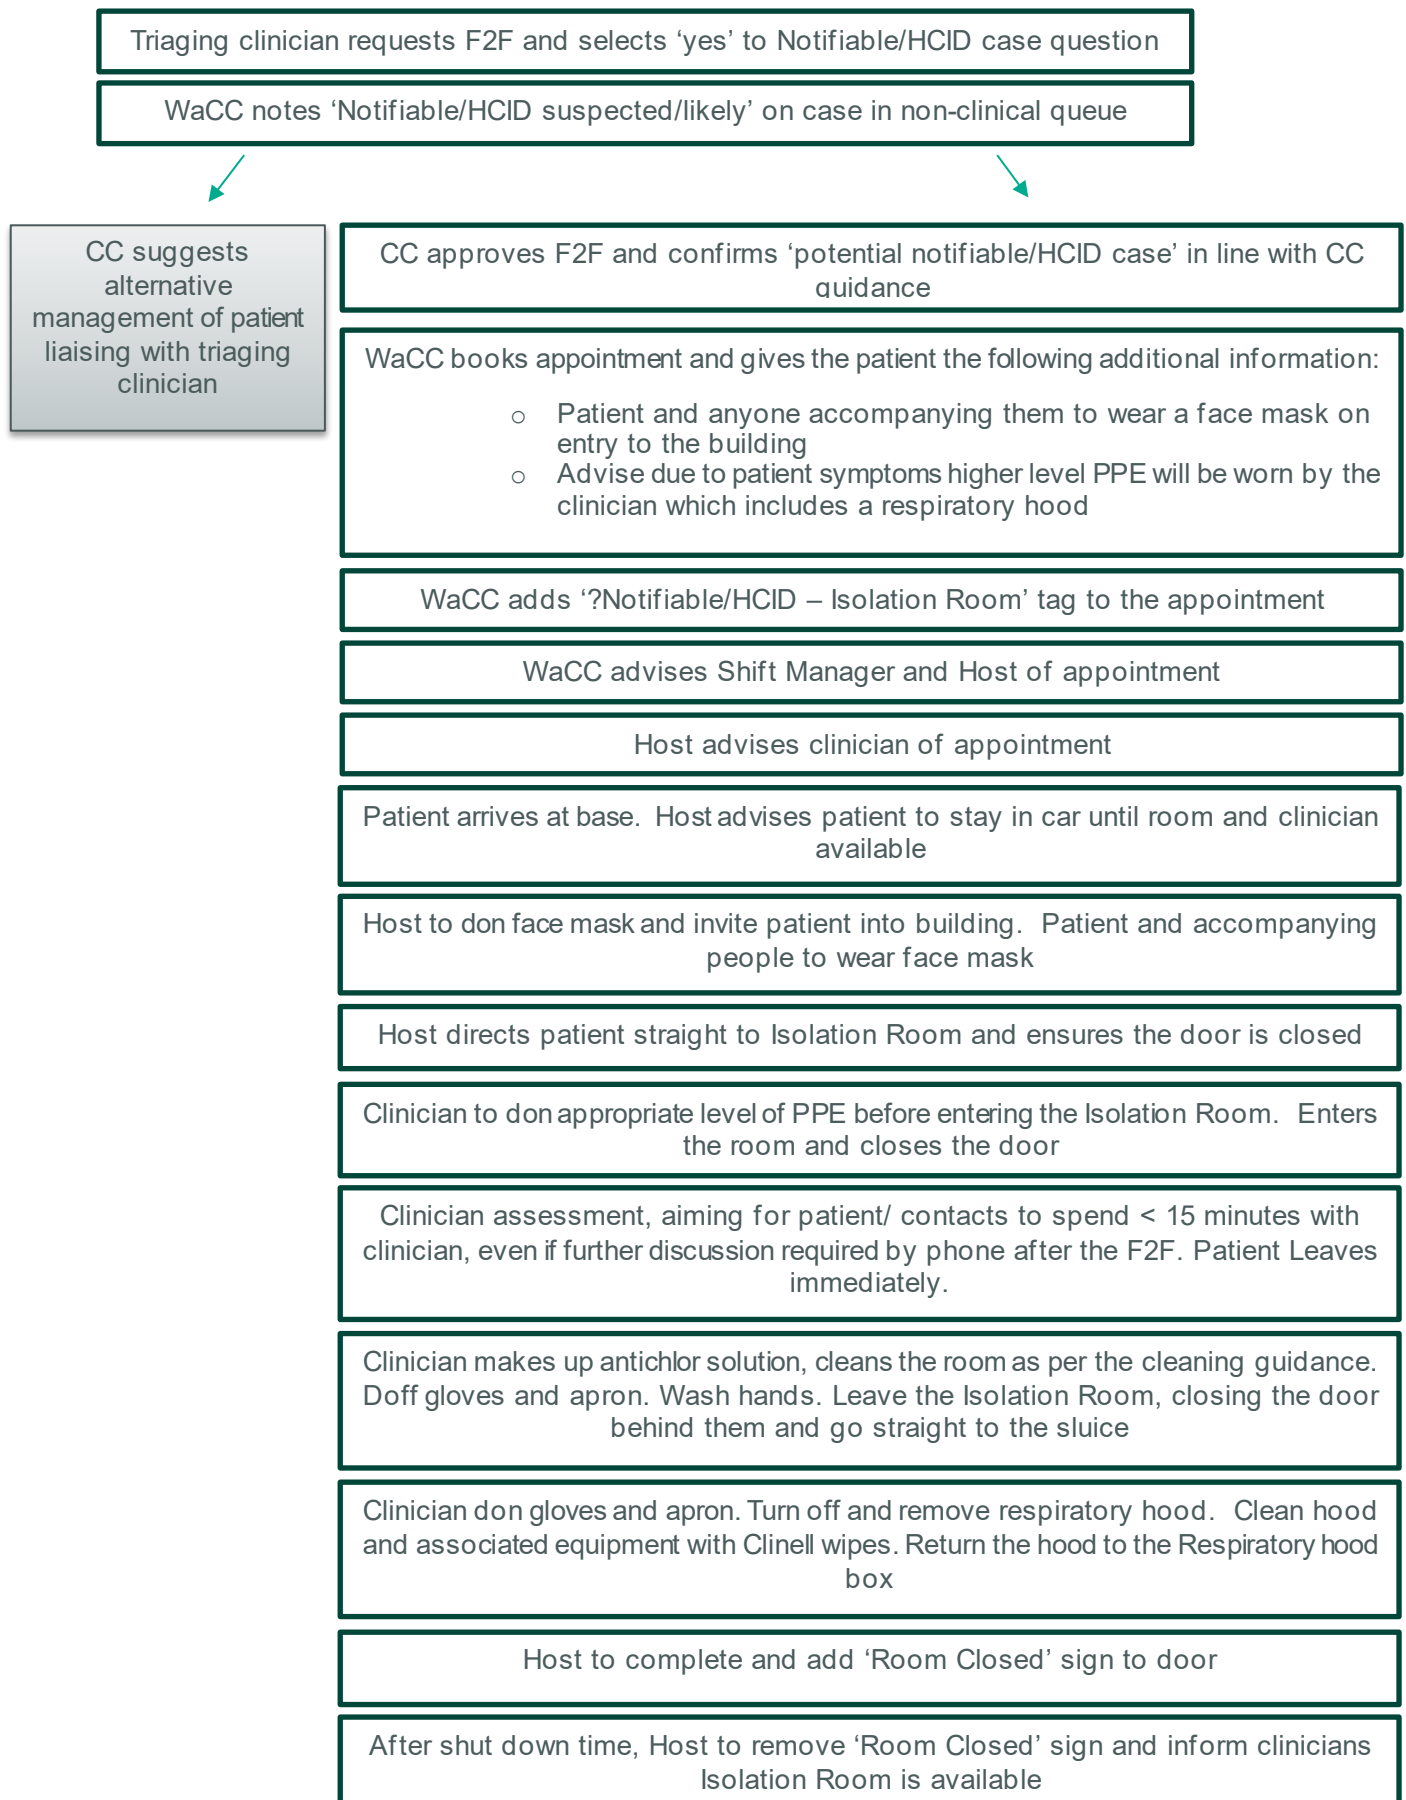 Triaging clinician requests F2F and selects ‘yes’ to Notifiable/HCID case question
WaCC notes ‘Notifiable/HCID suspected/likely’ on case in non-clinical queue
CC suggests
alternative
management of patient
liaising with triaging
clinician
CC approves F2F and confirms ‘potential notifiable/HCID case’ in line with CC
guidance
WaCC books appointment and gives the patient the following additional information:
o Patient and anyone accompanying them to wear a face mask on
entry to the building
o Advise due to patient symptoms higher level PPE will be worn by the
clinician which includes a respiratory hood
WaCC adds ‘?Notifiable/HCID – Isolation Room’ tag to the appointment
WaCC advises Shift Manager and Host of appointment
Host advises clinician of appointment
Patient arrives at base. Host advises patient to stay in car until room and clinician
available
Host to don face mask and invite patient into building. Patient and accompanying
people to wear face mask
Host directs patient straight to Isolation Room and ensures the door is closed
Clinician to don appropriate level of PPE before entering the Isolation Room. Enters
the room and closes the door
Clinician assessment, aiming for patient/ contacts to spend < 15 minutes with
clinician, even if further discussion required by phone after the F2F. Patient Leaves
immediately.
Clinician makes up antichlor solution, cleans the room as per the cleaning guidance.
Doff gloves and apron. Wash hands. Leave the Isolation Room, closing the door
behind them and go straight to the sluice
Clinician don gloves and apron. Turn off and remove respiratory hood. Clean hood
and associated equipment with Clinell wipes. Return the hood to the Respiratory hood
box
Host to complete and add ‘Room Closed’ sign to door
After shut down time, Host to remove ‘Room Closed’ sign and inform clinicians
Isolation Room is available